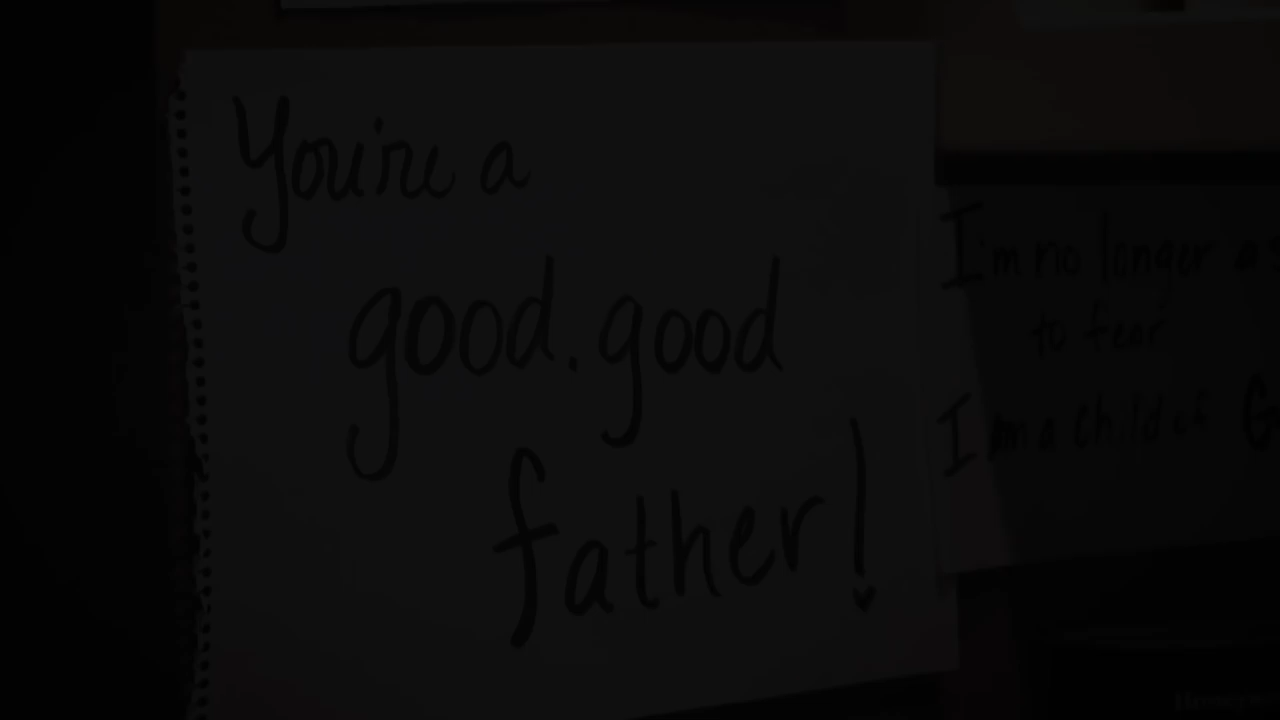 You're a
good. good
father!
I'm no longer a s
to fear
I am a child of G